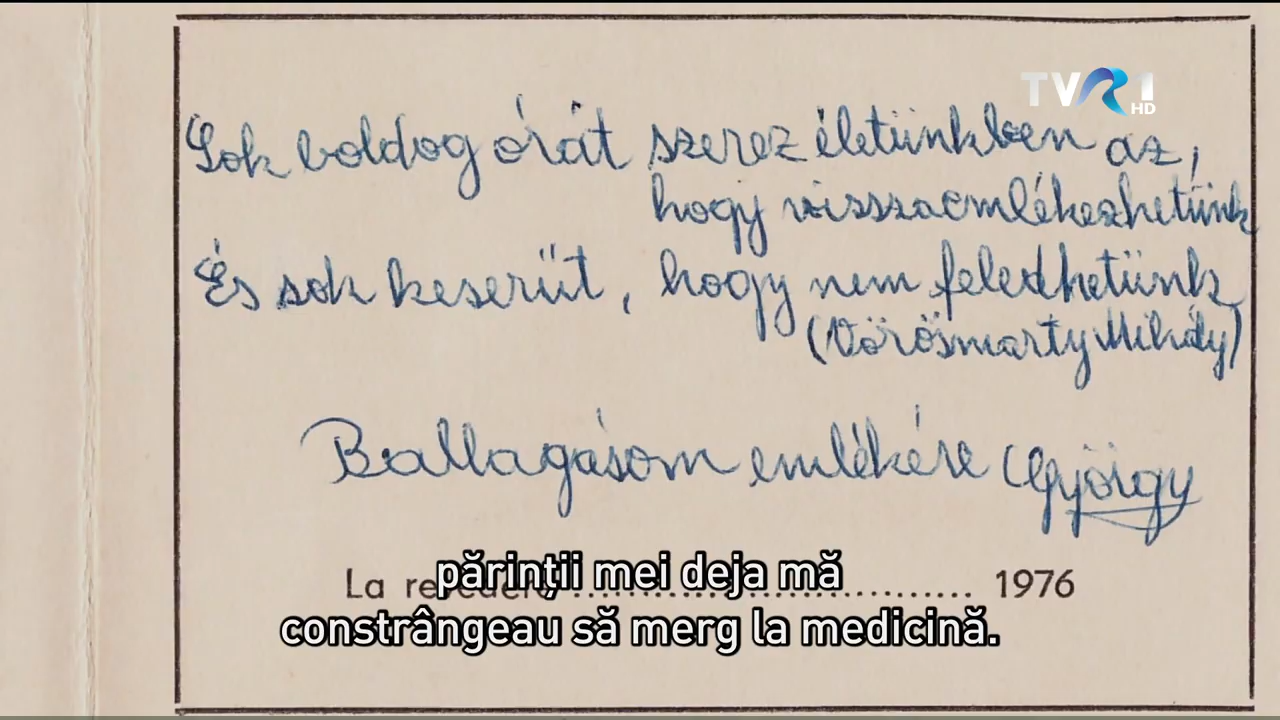 TVR1
HD
Sok boldog órát szerez életünkben az,
hogy visszaemlékezhetünk
És sok keserűt, hogy nem feledhetünk
(Vörösmarty Mihály)
Ballagásom emlékére György
La revedere ........................ 1976
părinții mei deja mă
constrângeau să merg la medicină.